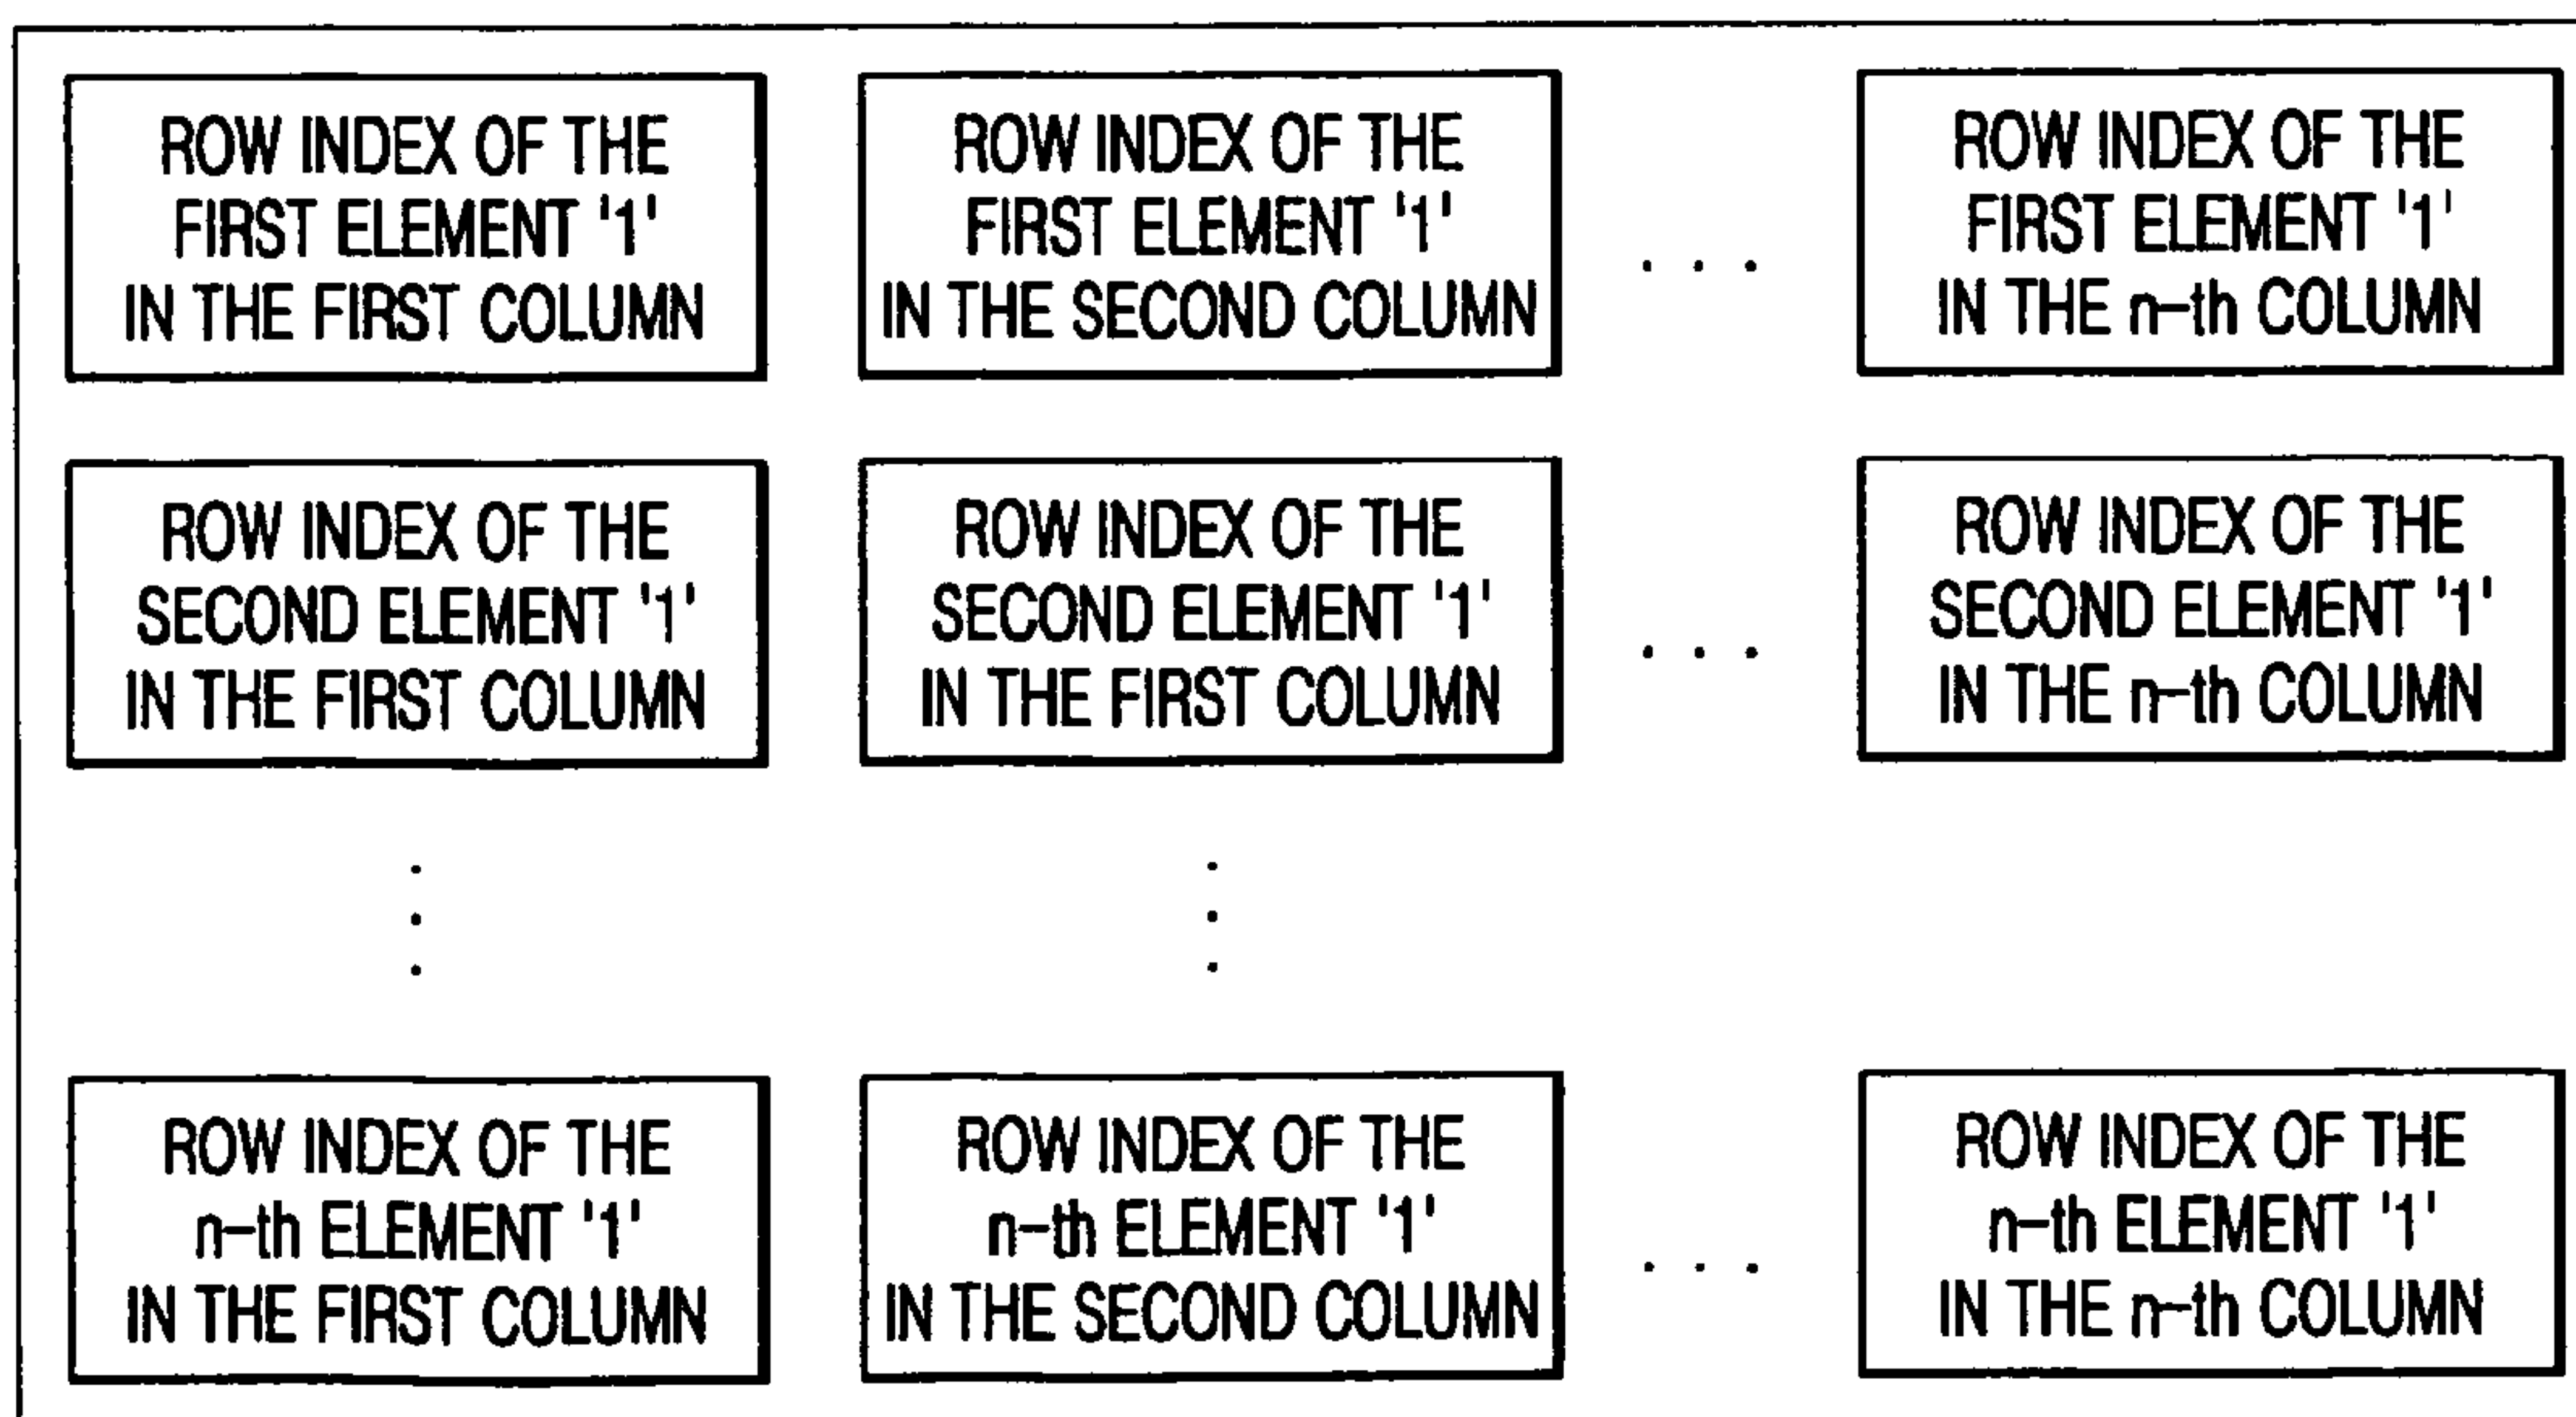 ROW INDEX OF THE
FIRST ELEMENT '1'
IN THE FIRST COLUMN
ROW INDEX OF THE
FIRST ELEMENT '1'
IN THE SECOND COLUMN
. . .
ROW INDEX OF THE
FIRST ELEMENT '1'
IN THE n-th COLUMN
ROW INDEX OF THE
SECOND ELEMENT '1'
IN THE FIRST COLUMN
ROW INDEX OF THE
SECOND ELEMENT '1'
IN THE FIRST COLUMN
. . .
ROW INDEX OF THE
SECOND ELEMENT '1'
IN THE n-th COLUMN
ROW INDEX OF THE
n-th ELEMENT '1'
IN THE FIRST COLUMN
ROW INDEX OF THE
n-th ELEMENT '1'
IN THE SECOND COLUMN
. . .
ROW INDEX OF THE
n-th ELEMENT '1'
IN THE n-th COLUMN